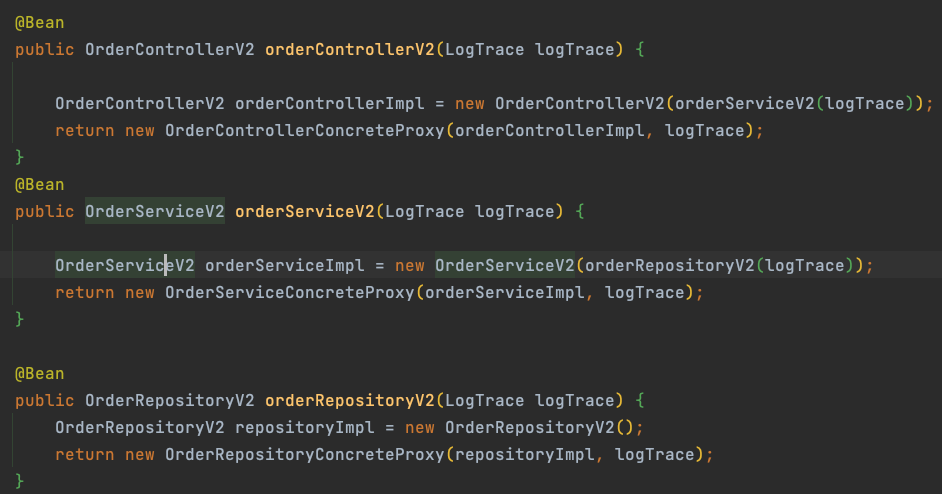 @Bean
public OrderControllerV2 orderControllerV2(LogTrace logTrace) {
OrderControllerV2 orderControllerImpl = new OrderControllerV2(orderServiceV2(logTrace));
return new OrderControllerConcreteProxy(orderControllerImpl, logTrace);
}
@Bean
public OrderServiceV2 orderServiceV2(LogTrace logTrace) {
OrderServiceV2 orderServiceImpl = new OrderServiceV2(orderRepositoryV2(logTrace));
return new OrderServiceConcreteProxy(orderServiceImpl, logTrace);
}
@Bean
public OrderRepositoryV2 orderRepositoryV2(LogTrace logTrace) {
OrderRepositoryV2 repositoryImpl = new OrderRepositoryV2();
return new OrderRepositoryConcreteProxy(repositoryImpl, logTrace);
}